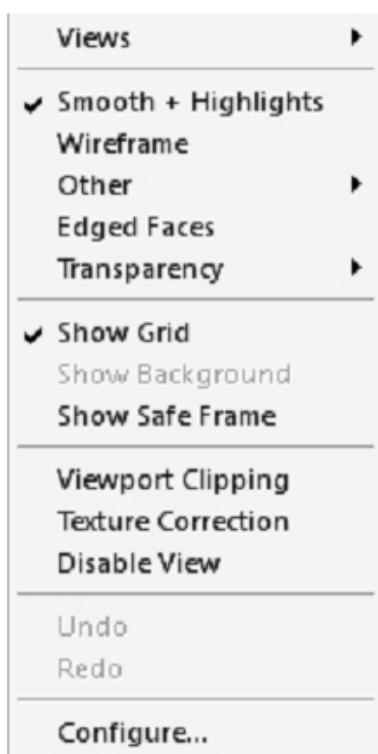 Views
Smooth + Highlights
Wireframe
Other
Edged Faces
Transparency
Show Grid
Show Background
Show Safe Frame
Viewport Clipping
Texture Correction
Disable View
Undo
Redo
Configure...